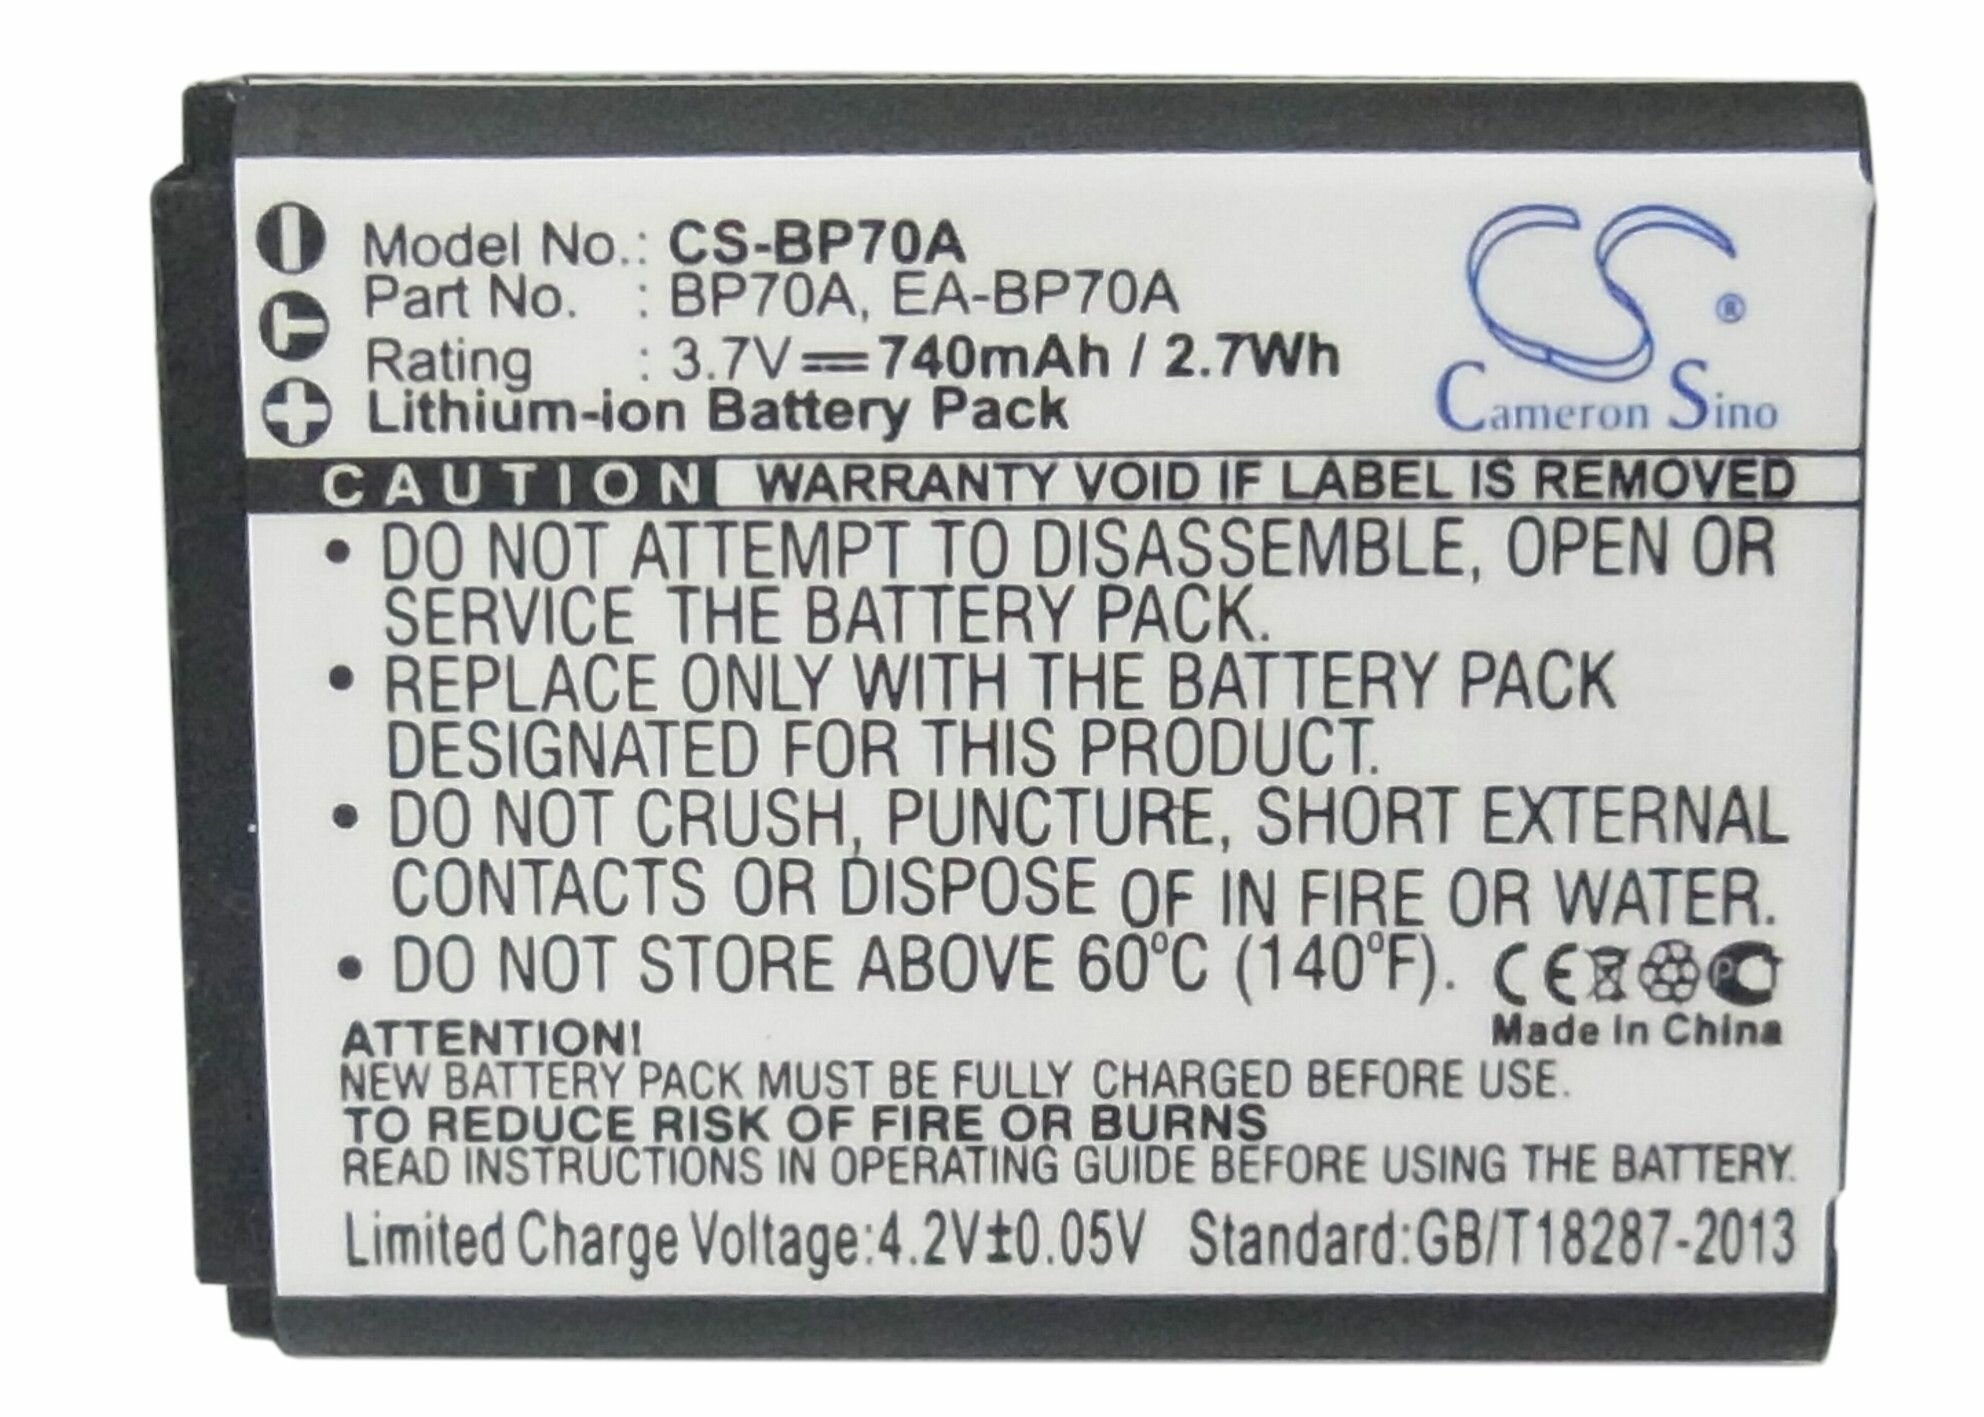 Model No.: CS-BP70A
Part No. : BP70A, EA-BP70A
Rating : 3.7V⎓740mAh / 2.7Wh
Lithium-ion Battery Pack
CS®
Cameron Sino
CAUTION WARRANTY VOID IF LABEL IS REMOVED
• DO NOT ATTEMPT TO DISASSEMBLE, OPEN OR
SERVICE THE BATTERY PACK.
• REPLACE ONLY WITH THE BATTERY PACK
DESIGNATED FOR THIS PRODUCT.
• DO NOT CRUSH, PUNCTURE, SHORT EXTERNAL
CONTACTS OR DISPOSE OF IN FIRE OR WATER.
• DO NOT STORE ABOVE 60ºC (140ºF). CE
Made in China
ATTENTION!
NEW BATTERY PACK MUST BE FULLY CHARGED BEFORE USE.
TO REDUCE RISK OF FIRE OR BURNS
READ INSTRUCTIONS IN OPERATING GUIDE BEFORE USING THE BATTERY.
Limited Charge Voltage:4.2V±0.05V Standard:GB/T18287-2013